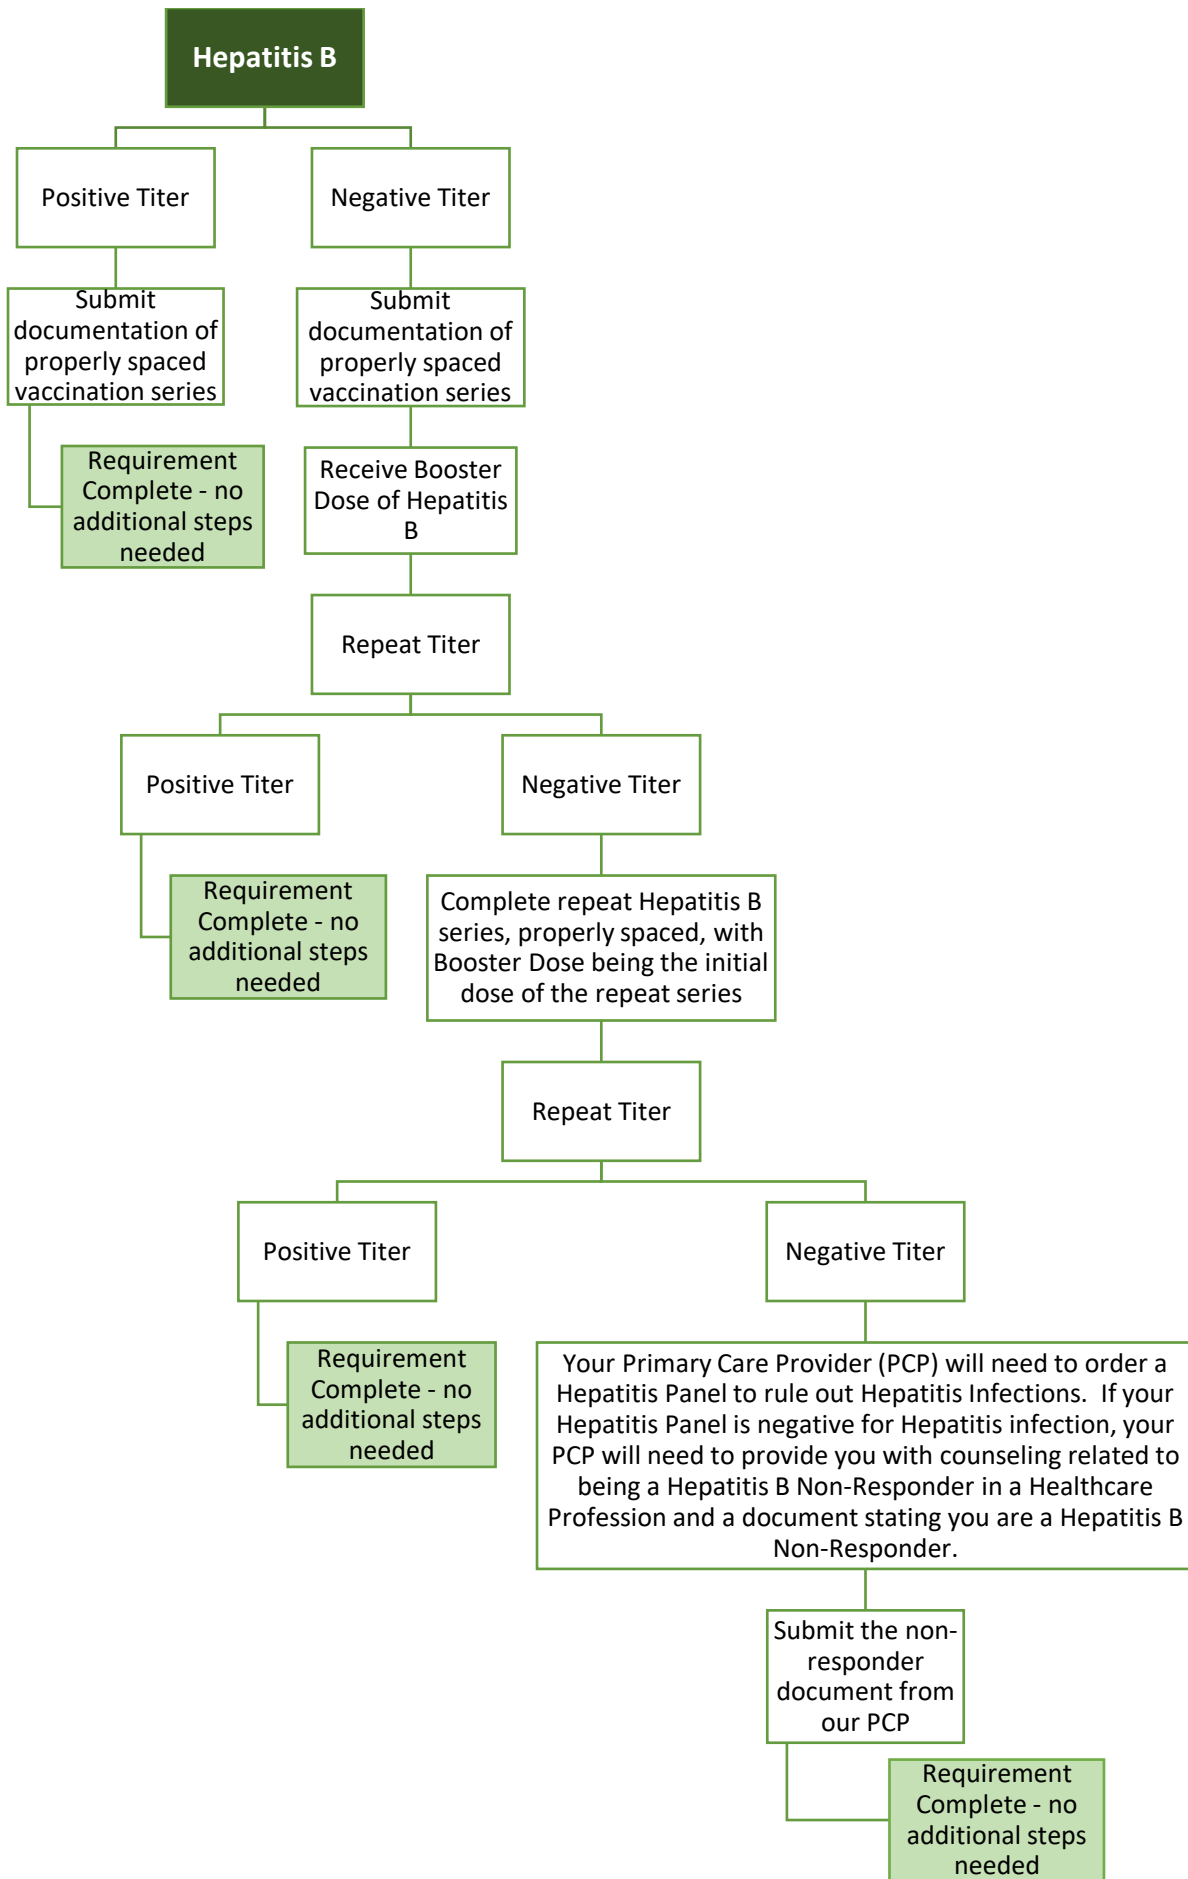 Hepatitis B
Positive Titer
Negative Titer
Submit
documentation of
properly spaced
vaccination series
Submit
documentation of
properly spaced
vaccination series
Requirement
Complete - no
additional steps
needed
Receive Booster
Dose of Hepatitis
B
Repeat Titer
Positive Titer
Negative Titer
Requirement
Complete - no
additional steps
needed
Complete repeat Hepatitis B
series, properly spaced, with
Booster Dose being the initial
dose of the repeat series
Repeat Titer
Positive Titer
Negative Titer
Requirement
Complete - no
additional steps
needed
Your Primary Care Provider (PCP) will need to order a
Hepatitis Panel to rule out Hepatitis Infections.  If your
Hepatitis Panel is negative for Hepatitis infection, your
PCP will need to provide you with counseling related to
being a Hepatitis B Non-Responder in a Healthcare
Profession and a document stating you are a Hepatitis B
Non-Responder.
Submit the non-
responder
document from
our PCP
Requirement
Complete - no
additional steps
needed